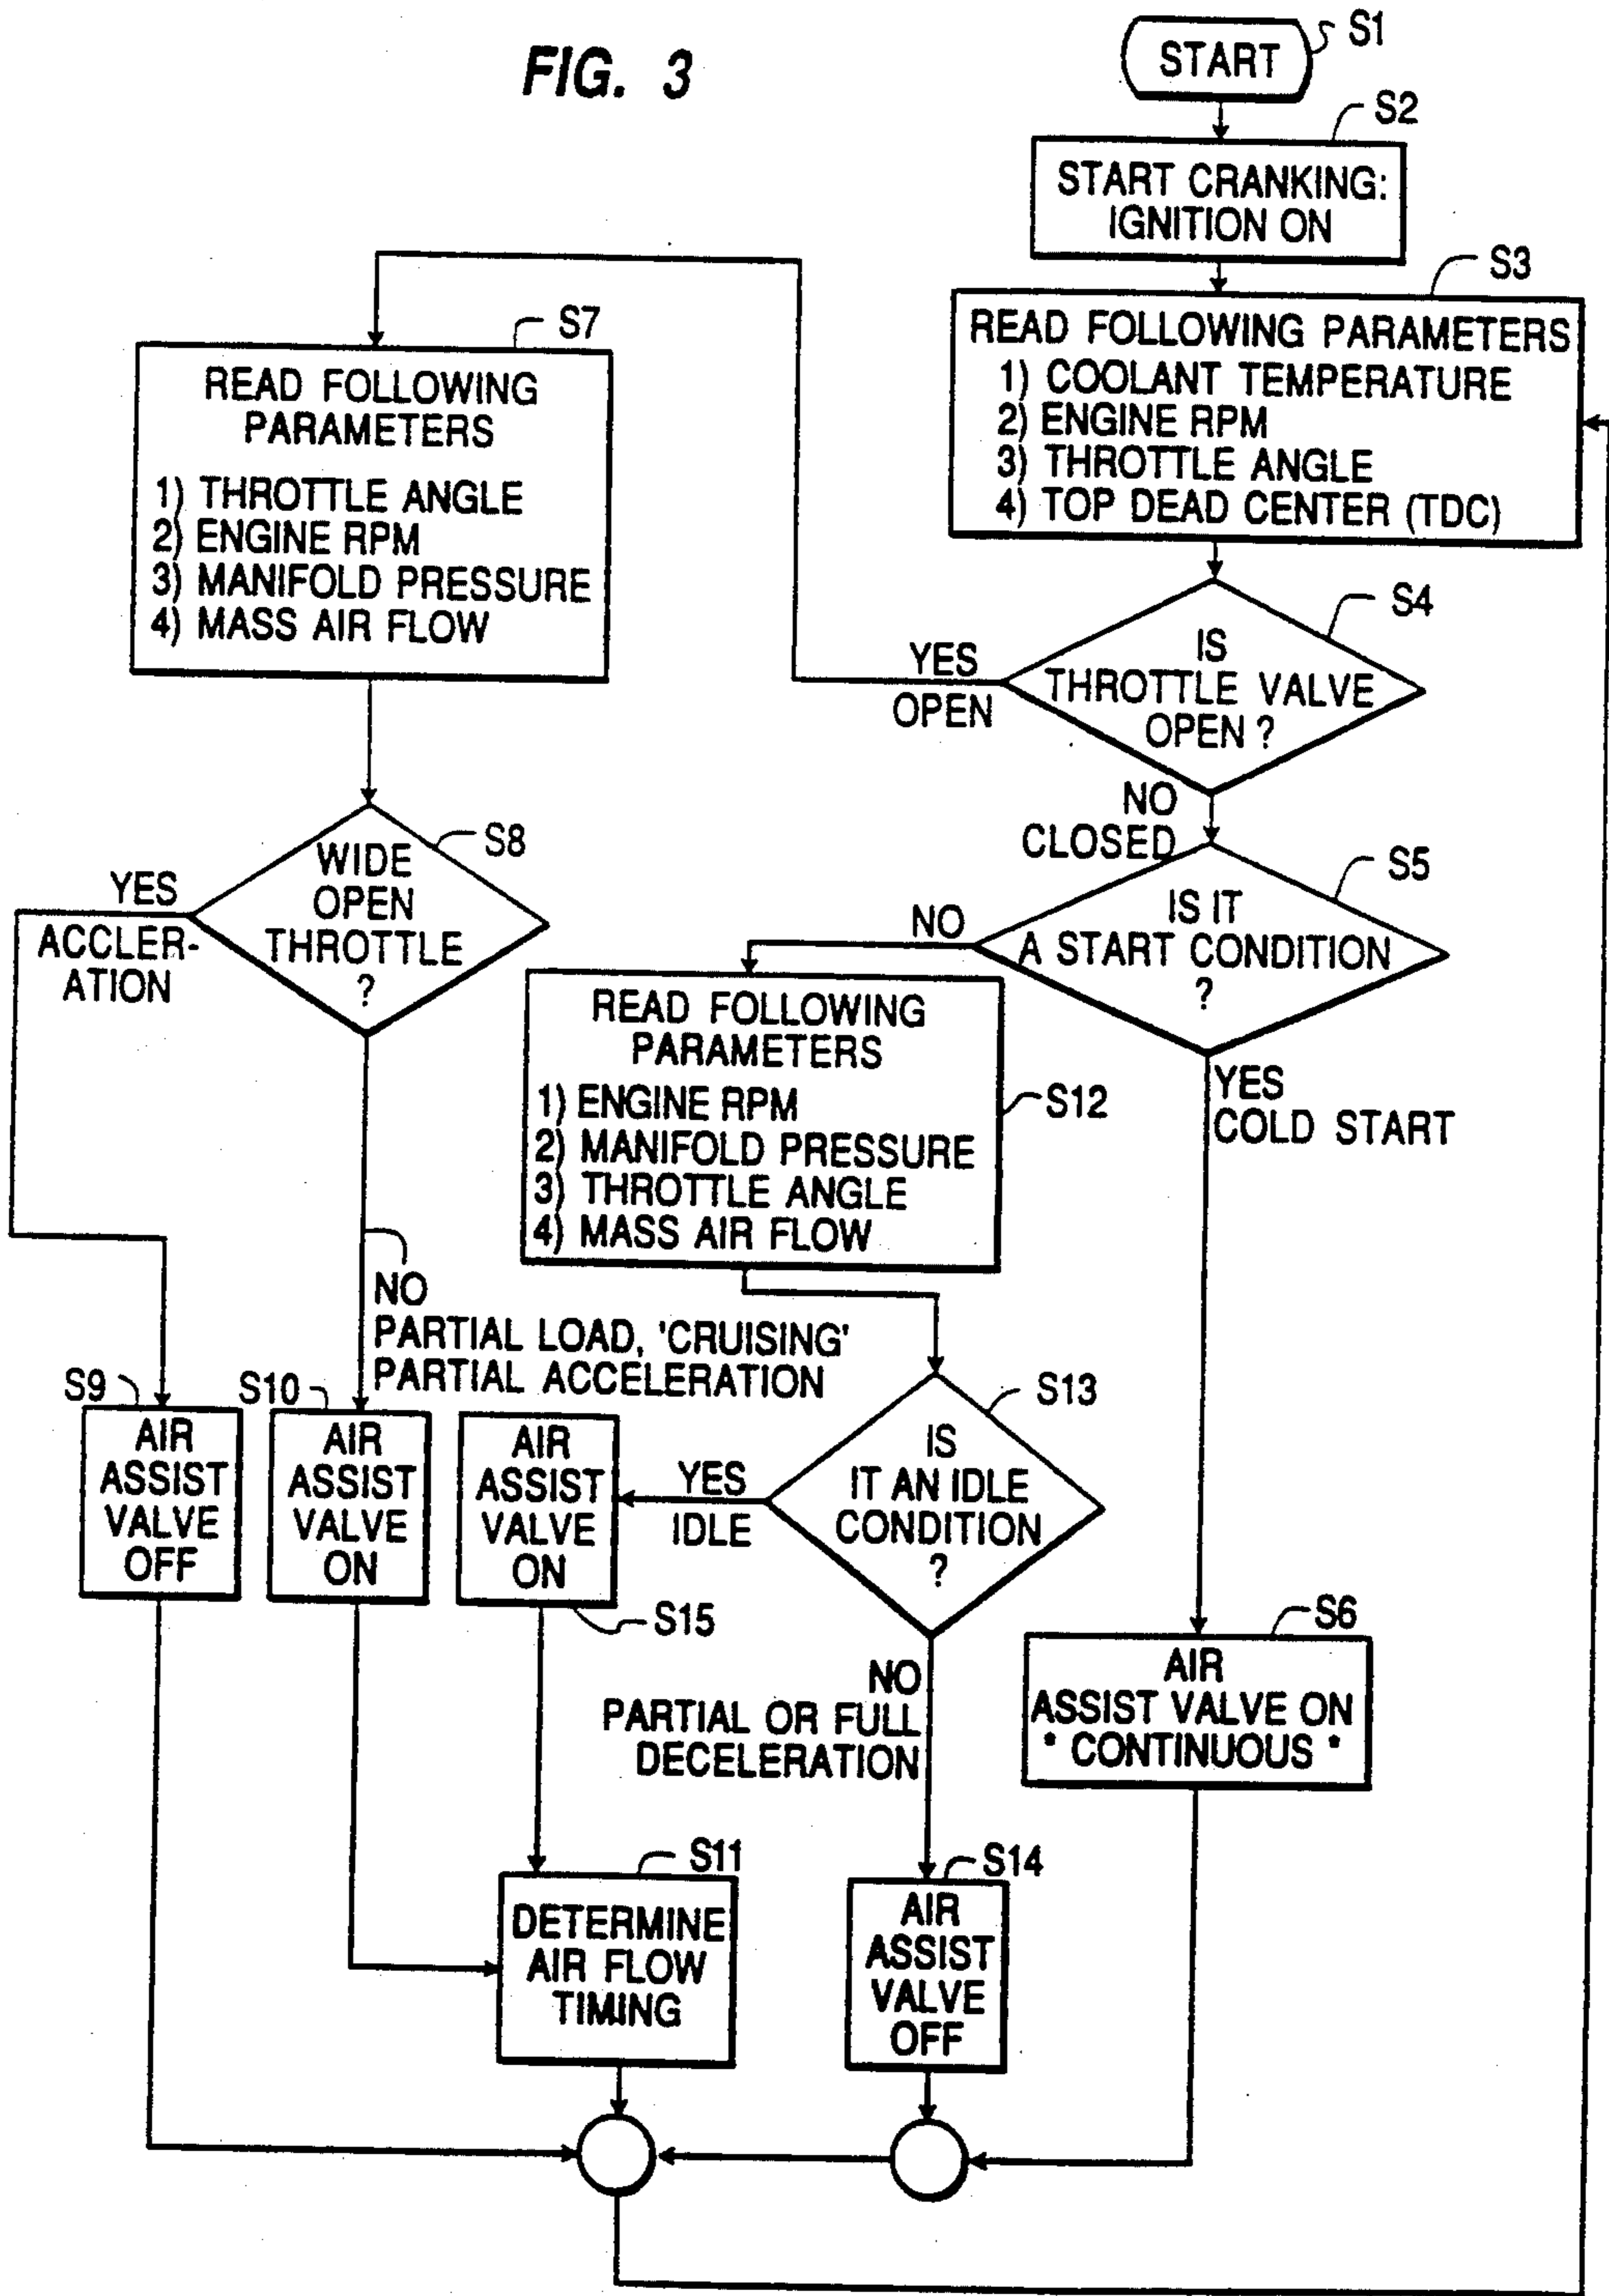 FIG. 3
START
S1
S2
START CRANKING:
IGNITION ON
S3
READ FOLLOWING PARAMETERS
1) COOLANT TEMPERATURE
2) ENGINE RPM
3) THROTTLE ANGLE
4) TOP DEAD CENTER (TDC)
S4
IS
THROTTLE VALVE
OPEN ?
YES
OPEN
NO
CLOSED
S7
READ FOLLOWING
PARAMETERS
1) THROTTLE ANGLE
2) ENGINE RPM
3) MANIFOLD PRESSURE
4) MASS AIR FLOW
S8
WIDE
OPEN
THROTTLE
?
YES
ACCLER-
ATION
S5
IS IT
A START CONDITION
?
NO
YES
COLD START
READ FOLLOWING
PARAMETERS
1) ENGINE RPM
2) MANIFOLD PRESSURE
3) THROTTLE ANGLE
4) MASS AIR FLOW
S12
NO
PARTIAL LOAD, 'CRUISING'
PARTIAL ACCELERATION
S9
AIR
ASSIST
VALVE
OFF
S10
AIR
ASSIST
VALVE
ON
AIR
ASSIST
VALVE
ON
S15
YES
IDLE
S13
IS
IT AN IDLE
CONDITION
?
NO
PARTIAL OR FULL
DECELERATION
S6
AIR
ASSIST VALVE ON
* CONTINUOUS *
S11
DETERMINE
AIR FLOW
TIMING
S14
AIR
ASSIST
VALVE
OFF